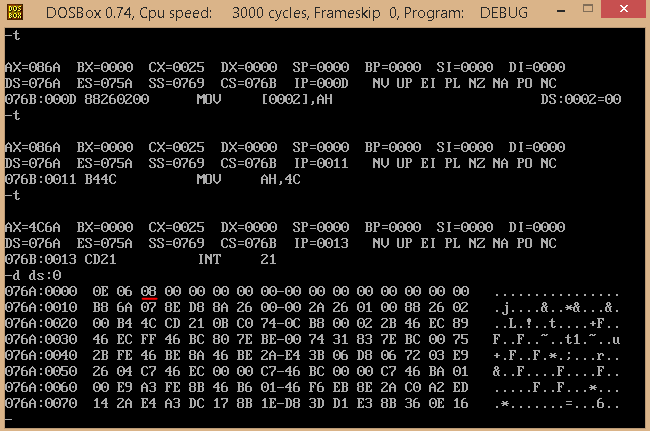 DOSBox 0.74, Cpu speed: 3000 cycles, Frameskip 0, Program: DEBUG
-t
AX=086A BX=0000 CX=0025 DX=0000 SP=0000 BP=0000 SI=0000 DI=0000
DS=076A ES=075A SS=0769 CS=076B IP=000D NV UP EI PL NZ NA PO NC
076B:000D 88260200 MOV [0002],AH DS:0002=00
-t
AX=086A BX=0000 CX=0025 DX=0000 SP=0000 BP=0000 SI=0000 DI=0000
DS=076A ES=075A SS=0769 CS=076B IP=0011 NV UP EI PL NZ NA PO NC
076B:0011 B44C MOV AH,4C
-t
AX=4C6A BX=0000 CX=0025 DX=0000 SP=0000 BP=0000 SI=0000 DI=0000
DS=076A ES=075A SS=0769 CS=076B IP=0013 NV UP EI PL NZ NA PO NC
076B:0013 CD21 INT 21
-d ds:0
076A:0000 0E 06 08 00 00 00 00 00-00 00 00 00 00 00 00 00 ................
076A:0010 B8 6A 07 8E D8 8A 26 00-00 2A 26 01 00 88 26 02 .j....&..*&...&.
076A:0020 00 B4 4C CD 21 0B C0 74-0C B8 00 02 2B 46 EC 89 ..L.!..t....+F..
076A:0030 46 EC FF 46 BC 80 7E BE-00 74 31 83 7E BC 00 75 F..F..~..t1.~..u
076A:0040 2B FE 46 BE 8A 46 BE 2A-E4 3B 06 D8 06 72 03 E9 +.F..F.*.;...r..
076A:0050 26 04 C7 46 EC 00 00 C7-46 BC 00 00 C7 46 BA 01 &..F....F....F..
076A:0060 00 E9 A3 FE 8B 46 B6 01-46 F6 EB 8E 2A C0 A2 ED .....F..F...*...
076A:0070 14 2A E4 A3 DC 17 8B 1E-D8 3D D1 E3 8B 36 0E 16 .*.......=...6..
-